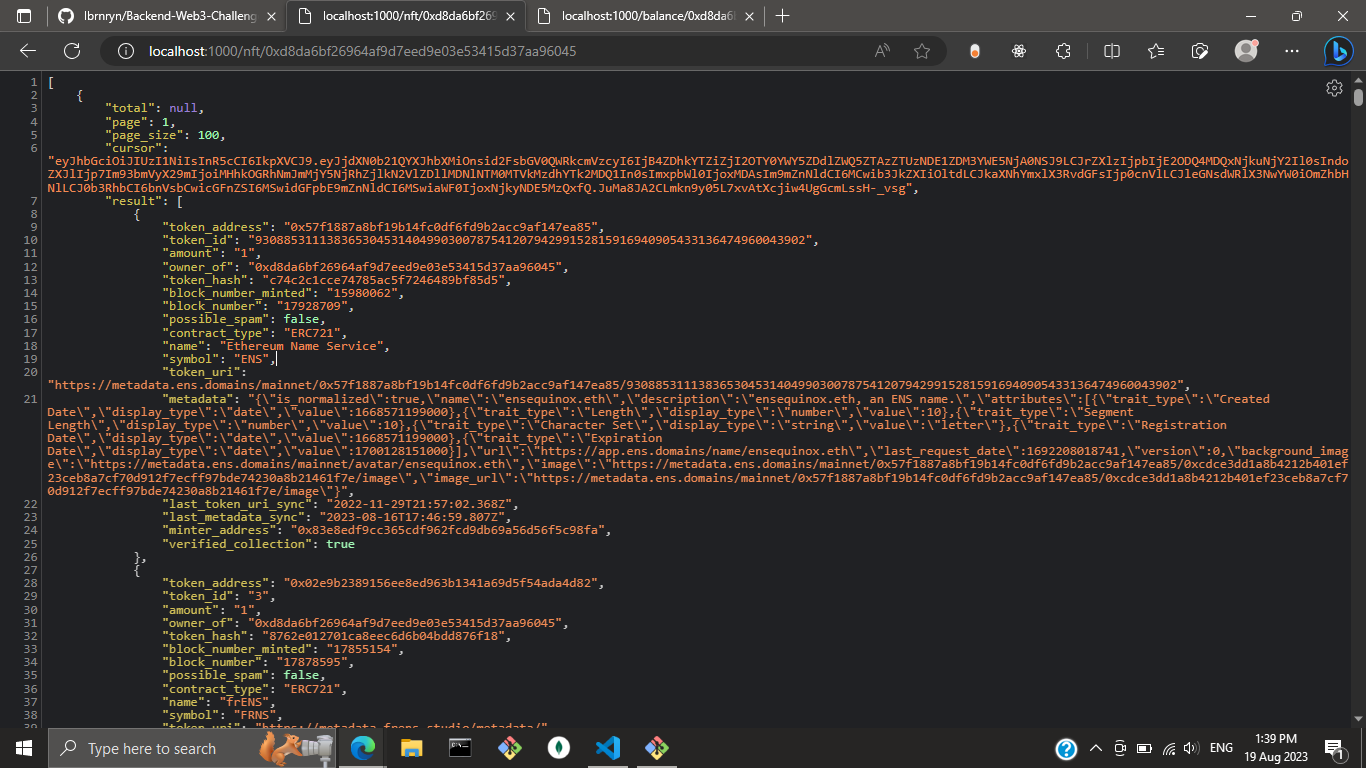 lbrnryn/Backend-Web3-Challeng
localhost:1000/nft/0xd8da6bf269
localhost:1000/balance/0xd8da6b
localhost:1000/nft/0xd8da6bf26964af9d7eed9e03e53415d37aa96045
1 [
2 {
3 "total": null,
4 "page": 1,
5 "page_size": 100,
6 "cursor":
7 "result": [
8 {
9 "token_address": "0x57f1887a8bf19b14fc0df6fd9b2acc9af147ea85",
10 "token_id": "93088531113836530453140499030078754120794299152815916940905433136474960043902",
11 "amount": "1",
12 "owner_of": "0xd8da6bf26964af9d7eed9e03e53415d37aa96045",
13 "token_hash": "c74c2c1cce74785ac5f7246489bf85d5",
14 "block_number_minted": "15980062",
15 "block_number": "17928709",
16 "possible_spam": false,
17 "contract_type": "ERC721",
18 "name": "Ethereum Name Service",
19 "symbol": "ENS",
20 "token_uri":
"https://metadata.ens.domains/mainnet/0x57f1887a8bf19b14fc0df6fd9b2acc9af147ea85/93088531113836530453140499030078754120794299152815916940905433136474960043902",
21 "metadata": "{\"is_normalized\":true,\"name\":\"ensequinox.eth\",\"description\":\"ensequinox.eth, an ENS name.\",\"attributes\":[{\"trait_type\":\"Created
Date\",\"display_type\":\"date\",\"value\":1668571199000},{\"trait_type\":\"Length\",\"display_type\":\"number\",\"value\":10},{\"trait_type\":\"Segment
Length\",\"display_type\":\"number\",\"value\":10},{\"trait_type\":\"Character Set\",\"display_type\":\"string\",\"value\":\"letter\"},{\"trait_type\":\"Registration
Date\",\"display_type\":\"date\",\"value\":1668571199000},{\"trait_type\":\"Expiration
Date\",\"display_type\":\"date\",\"value\":1700128151000}],\"url\":\"https://app.ens.domains/name/ensequinox.eth\",\"last_request_date\":1692208018741,\"version\":0,\"background_imag
e\":\"https://metadata.ens.domains/mainnet/avatar/ensequinox.eth\",\"image\":\"https://metadata.ens.domains/mainnet/0x57f1887a8bf19b14fc0df6fd9b2acc9af147ea85/0xcdce3dd1a8b4212b401ef
23ceb8a7cf70d912f7ecff97bde74230a8b21461f7e/image\",\"image_url\":\"https://metadata.ens.domains/mainnet/0x57f1887a8bf19b14fc0df6fd9b2acc9af147ea85/0xcdce3dd1a8b4212b401ef23ceb8a7cf7
0d912f7ecff97bde74230a8b21461f7e/image\"}",
22 "last_token_uri_sync": "2022-11-29T21:57:02.368Z",
23 "last_metadata_sync": "2023-08-16T17:46:59.807Z",
24 "minter_address": "0x83e8edf9cc365cdf962fcd9db69a56d56f5c98fa",
25 "verified_collection": true
26 },
27 {
28 "token_address": "0x02e9b2389156ee8ed963b1341a69d5f54ada4d82",
29 "token_id": "3",
30 "amount": "1",
31 "owner_of": "0xd8da6bf26964af9d7eed9e03e53415d37aa96045",
32 "token_hash": "8762e012701ca8eec6d6b04bdd876f18",
33 "block_number_minted": "17855154",
34 "block_number": "17878595",
35 "possible_spam": false,
36 "contract_type": "ERC721",
37 "name": "frENS",
38 "symbol": "FRNS",
39 "token_uri": "https://metadata.frens.studio/metadata/"
Type here to search
ENG
1:39 PM
19 Aug 2023
1